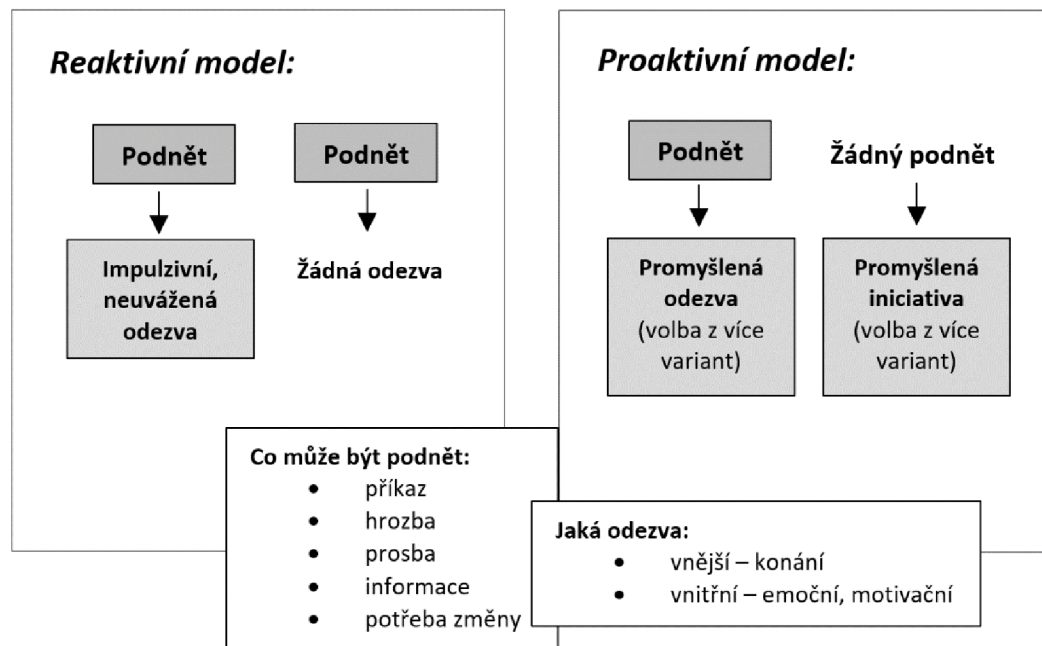 Reaktivní model:
Podnět
Podnět
Impulzivní,
neuvážená
odezva
Žádná odezva
Proaktivní model:
Podnět
Žádný podnět
Promyšlená
odezva
(volba z více
variant)
Promyšlená
iniciativa
(volba z více
variant)
Co může být podnět:
• příkaz
• hrozba
• prosba
• informace
• potřeba změny
Jaká odezva:
• vnější – konání
• vnitřní – emoční, motivační